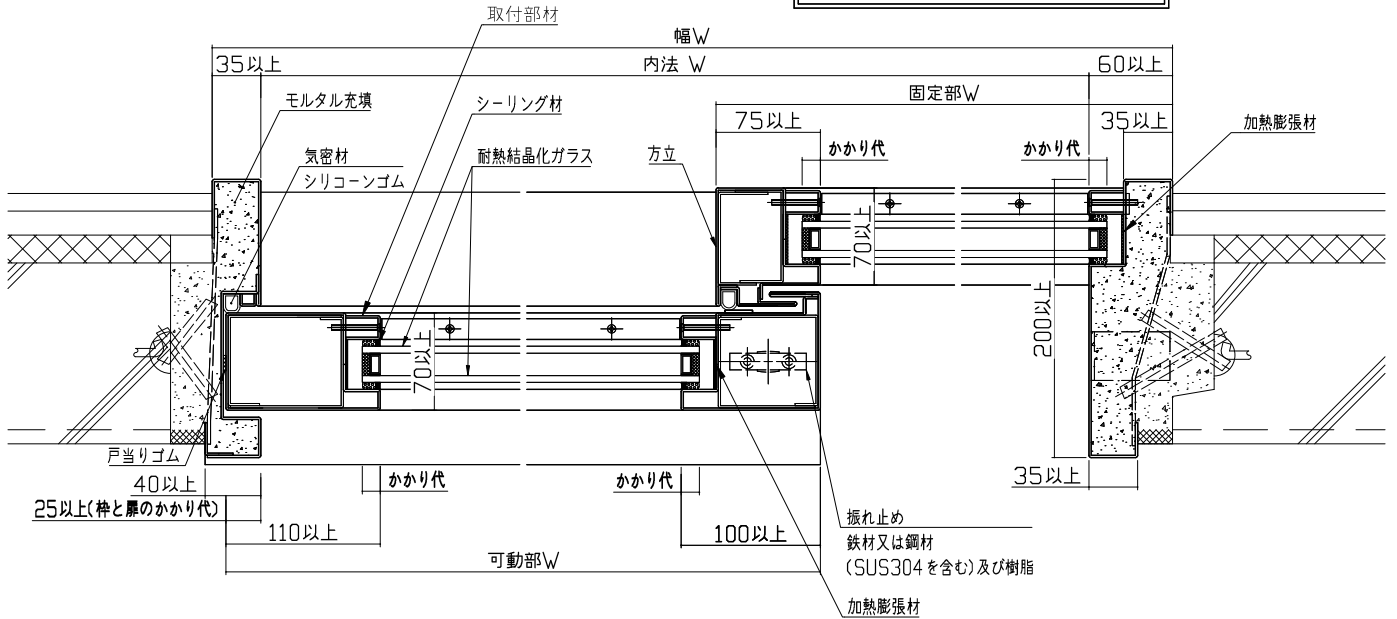 取付部材
幅W
35以上
内法 W
60以上
固定部W
モルタル充填
シーリング材
75以上
35以上
加熱膨張材
気密材
シリコーンゴム
耐熱結晶化ガラス
方立
かかり代
かかり代
70以上
200以上
70以上
戸当りゴム
40以上
かかり代
かかり代
35以上
25以上(枠と扉のかかり代)
110以上
100以上
振れ止め
鉄材又は鋼材
(SUS304を含む)及び樹脂
可動部W
加熱膨張材